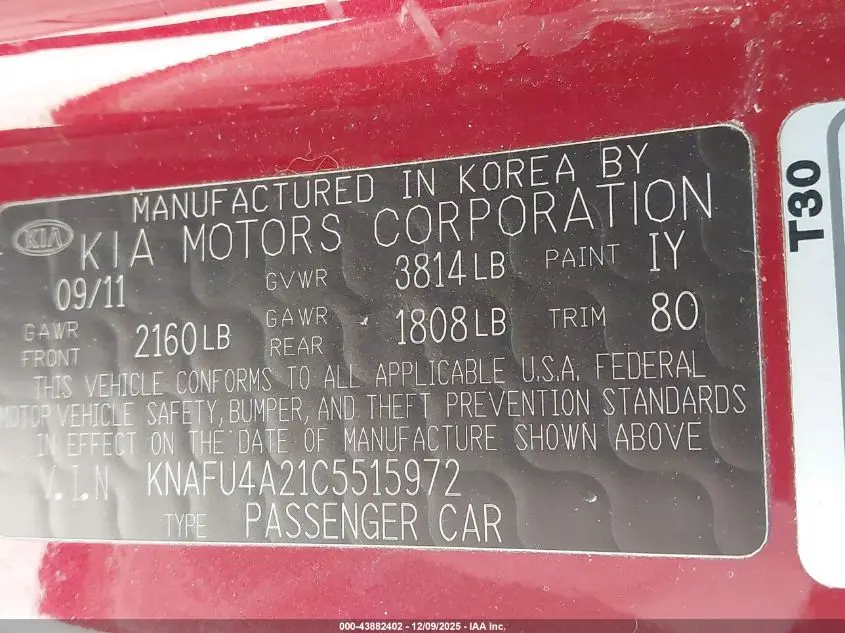 MANUFACTURED IN KOREA BY
KIA KIA MOTORS CORPORATION
09/11 GVWR 3814LB PAINT IY
GAWR FRONT 2160LB GAWR REAR 1808LB TRIM 80
THIS VEHICLE CONFORMS TO ALL APPLICABLE U.S.A. FEDERAL
MOTOR VEHICLE SAFETY, BUMPER, AND THEFT PREVENTION STANDARDS
IN EFFECT ON THE DATE OF MANUFACTURE SHOWN ABOVE
V.I.N KNAFU4A21C5515972
TYPE PASSENGER CAR
T30
000-43882402 - 12/09/2025 - IAA Inc.